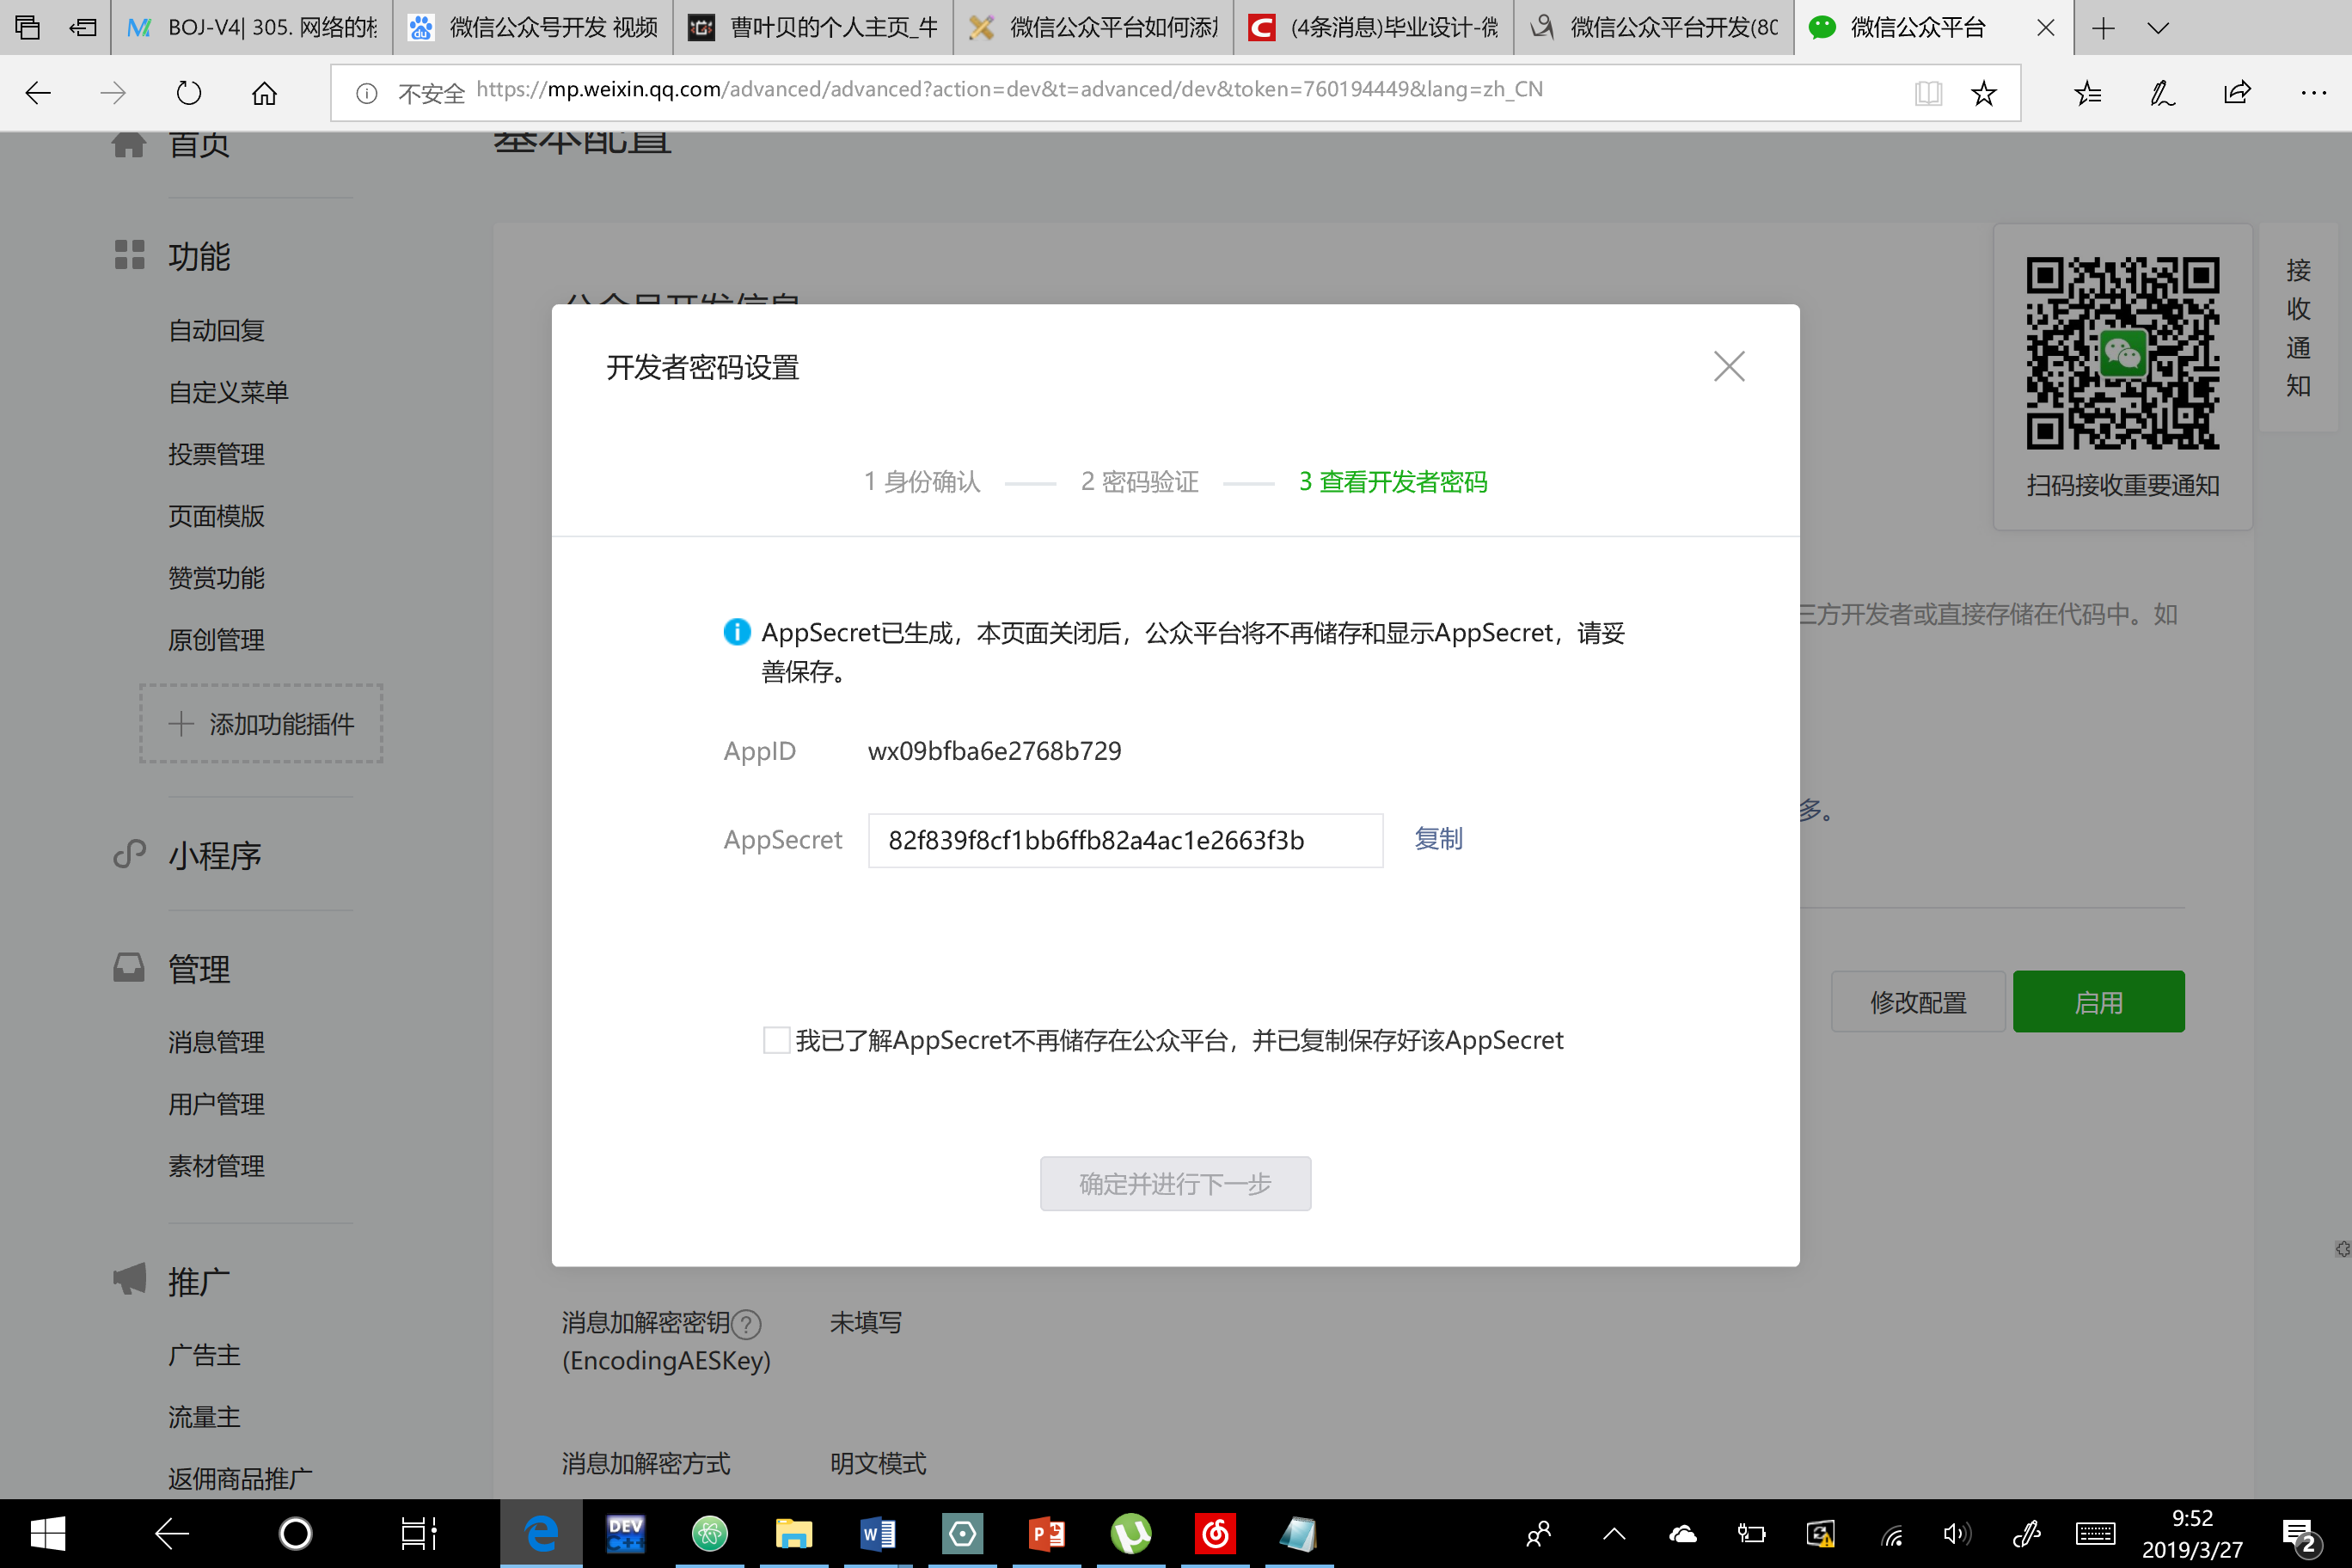 BOJ-V4| 305. 网络的
微信公众号开发 视频
曹叶贝的个人主页_牛
微信公众平台如何添
(4条消息)毕业设计-微
微信公众平台开发(80
微信公众平台
不安全 https://mp.weixin.qq.com/advanced/advanced?action=dev&t=advanced/dev&token=760194449&lang=zh_CN
首页
基本配置
功能
自动回复
自定义菜单
投票管理
页面模版
赞赏功能
原创管理
添加功能插件
小程序
管理
消息管理
用户管理
素材管理
推广
广告主
流量主
返佣商品推广
公众号开发信息
开发者密码设置
1 身份确认
2 密码验证
3 查看开发者密码
AppSecret已生成，本页面关闭后，公众平台将不再储存和显示AppSecret，请妥
善保存。
AppID wx09bfba6e2768b729
AppSecret 82f839f8cf1bb6ffb82a4ac1e2663f3b 复制
我已了解AppSecret不再储存在公众平台，并已复制保存好该AppSecret
确定并进行下一步
扫码接收重要通知
接
收
通
知
三方开发者或直接存储在代码中。如
多。
修改配置
启用
消息加解密密钥? 未填写
(EncodingAESKey)
消息加解密方式 明文模式
DEV
C++
9:52
2019/3/27
2